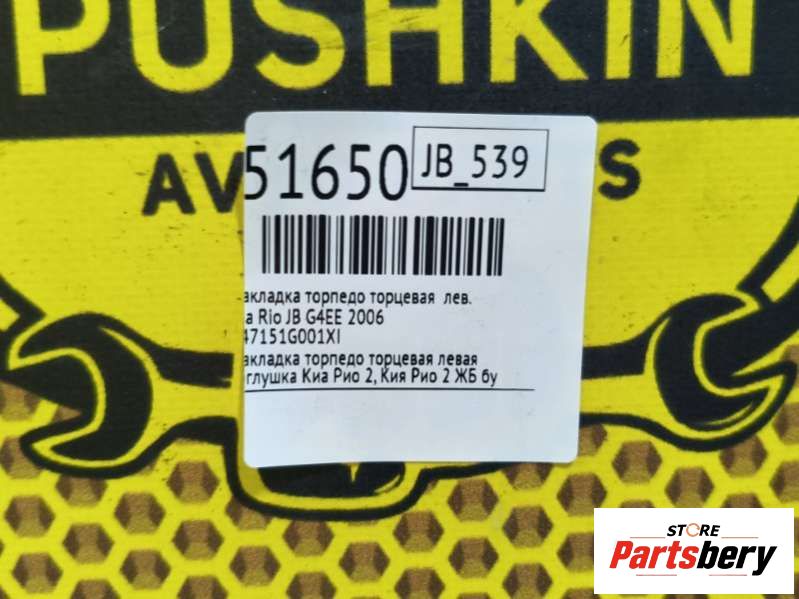 PUSHKIN
AV S
51650 JB_539
акладка торпедо торцевая лев.
a Rio JB G4EE 2006
47151G001XI
акладка торпедо торцевая левая
глушка Киа Рио 2, Кия Рио 2 ЖБ бу
STORE
Partsbery